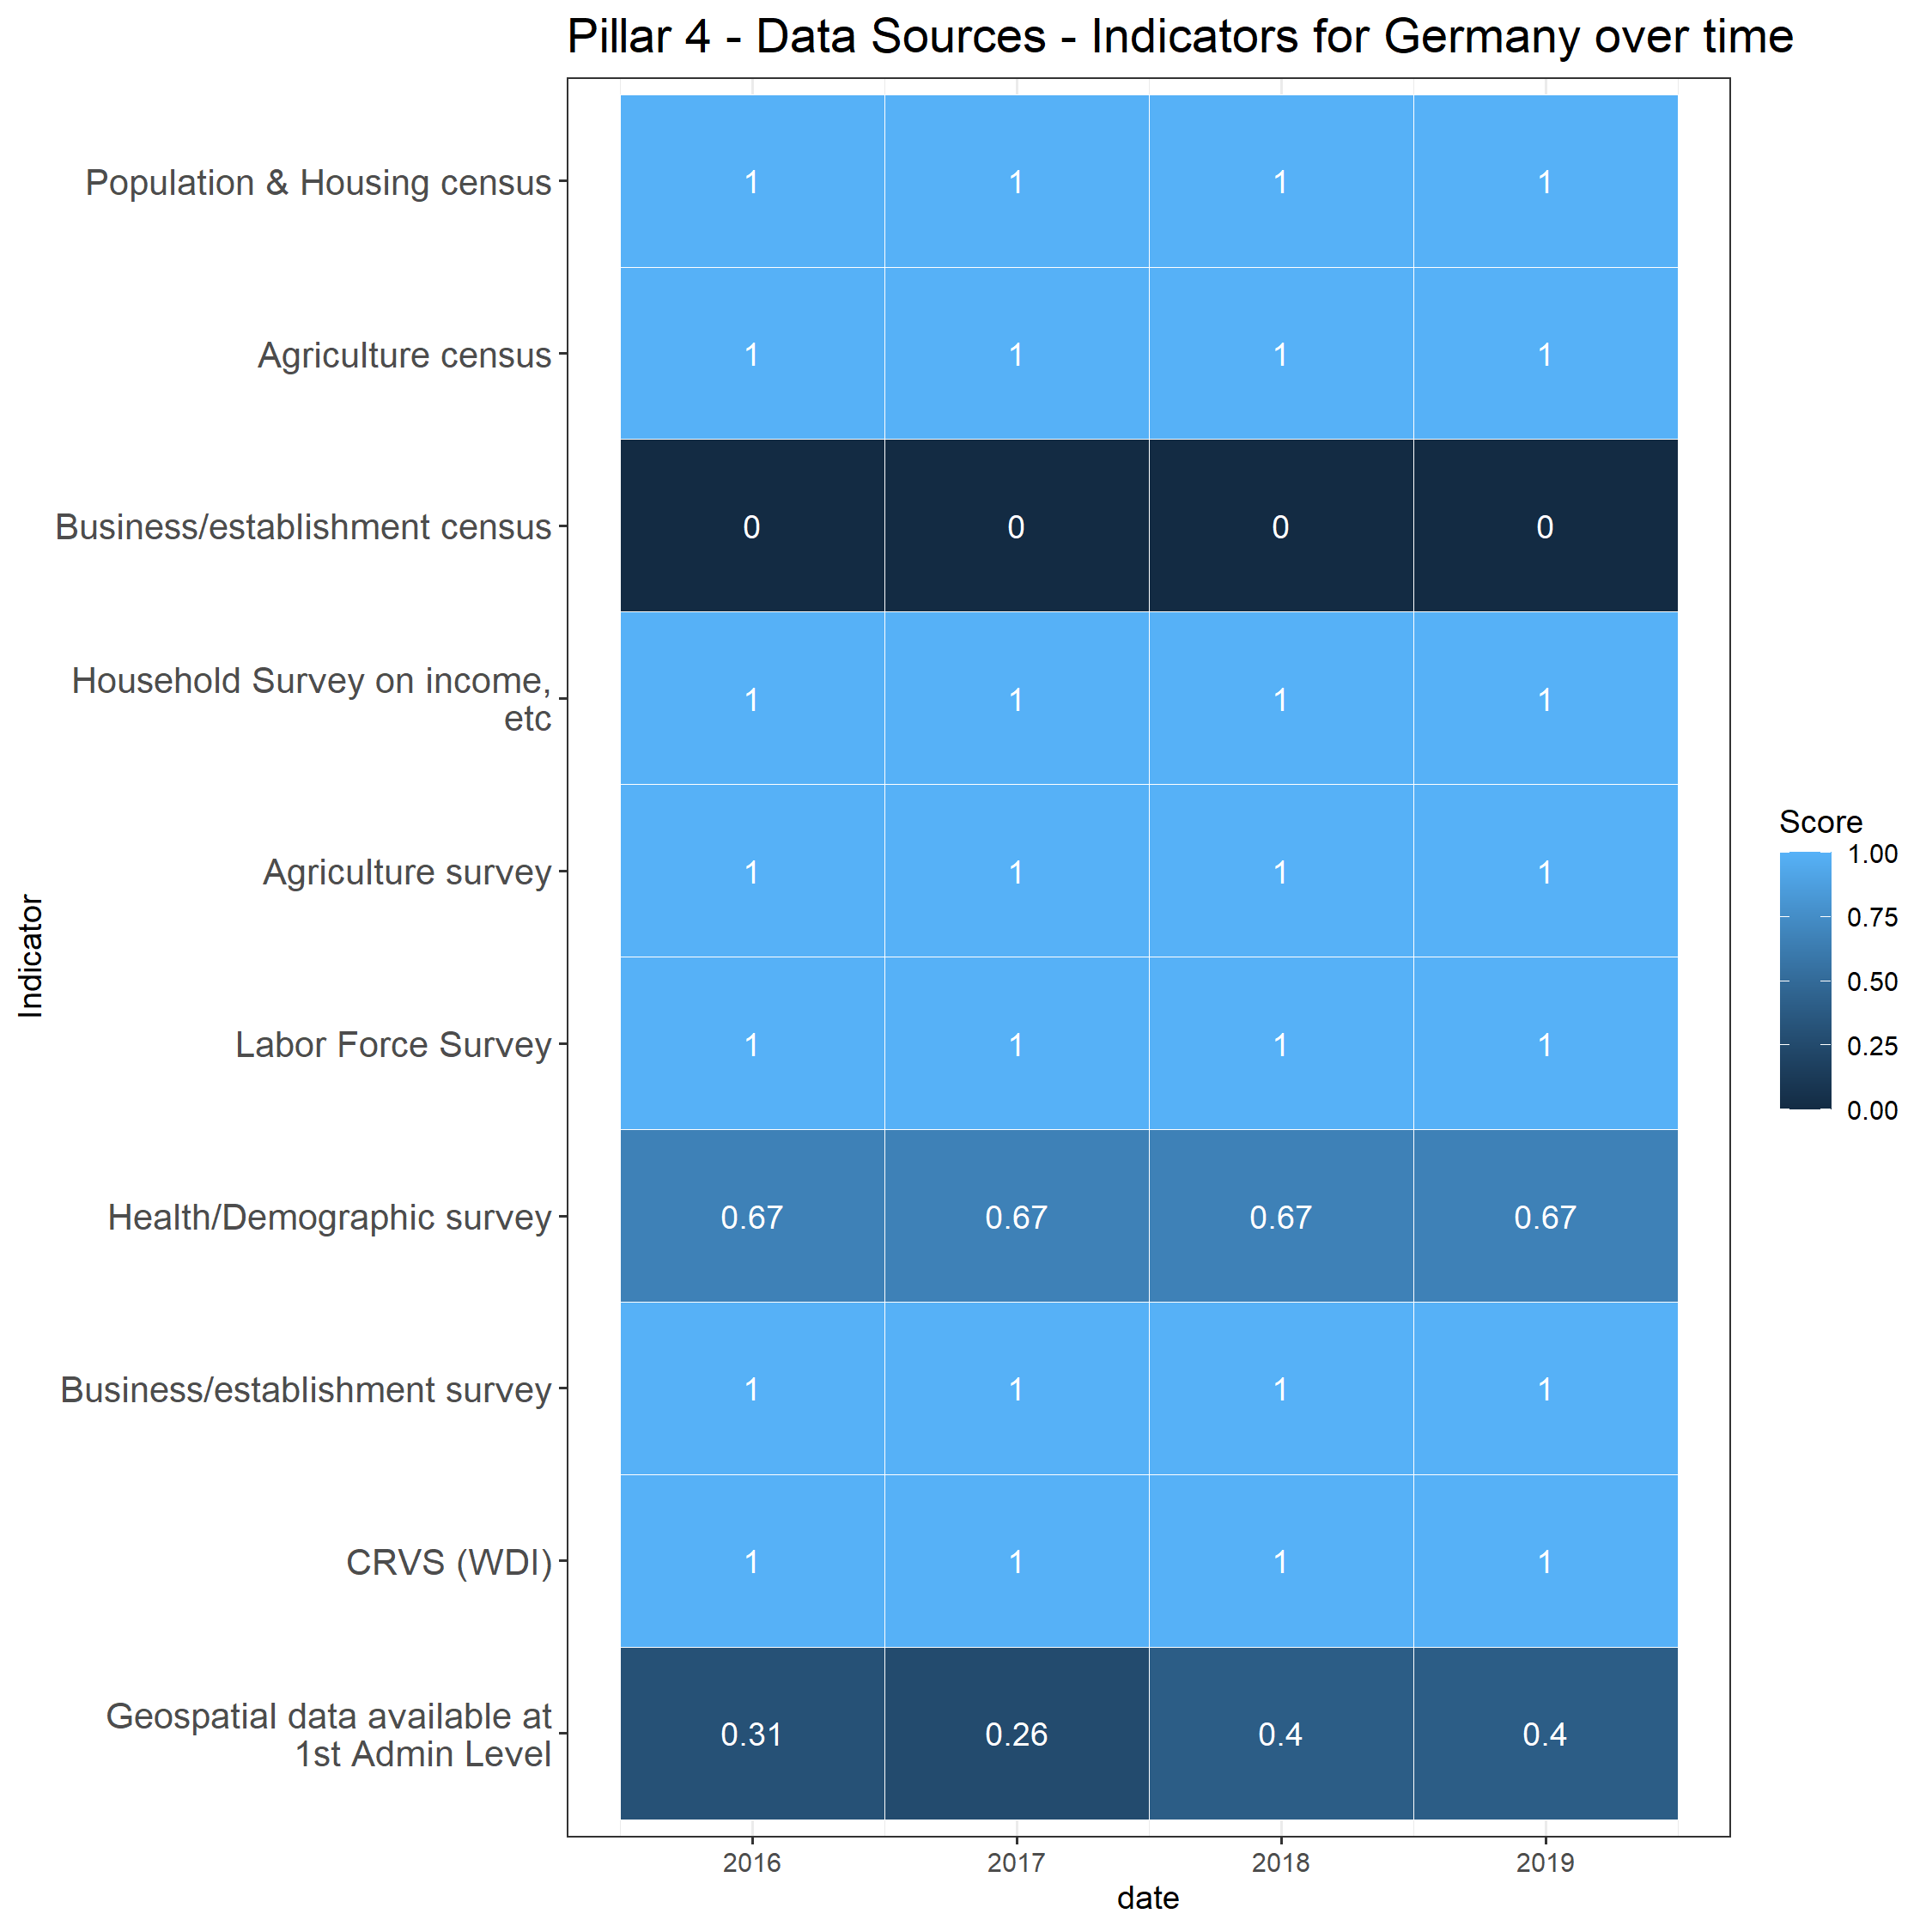 Pillar 4 - Data Sources - Indicators for Germany over time
Population & Housing census
1 1 1 1
Agriculture census
1 1 1 1
Business/establishment census
0 0 0 0
Household Survey on income,
etc
1 1 1 1
Agriculture survey
1 1 1 1
Labor Force Survey
1 1 1 1
Health/Demographic survey
0.67 0.67 0.67 0.67
Business/establishment survey
1 1 1 1
CRVS (WDI)
1 1 1 1
Geospatial data available at
1st Admin Level
0.31 0.26 0.4 0.4
2016 2017 2018 2019
date
Indicator
Score
1.00
0.75
0.50
0.25
0.00